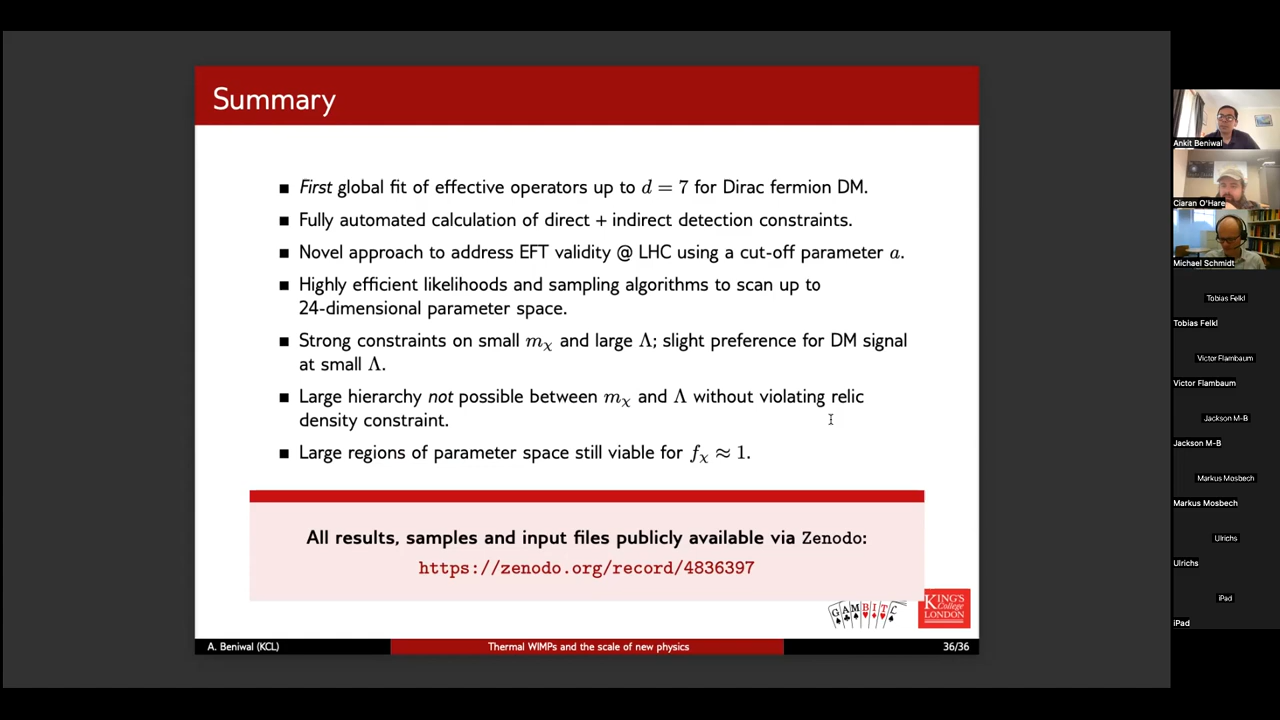 Summary
■ First global fit of effective operators up to d = 7 for Dirac fermion DM.
■ Fully automated calculation of direct + indirect detection constraints.
■ Novel approach to address EFT validity @ LHC using a cut-off parameter a.
■ Highly efficient likelihoods and sampling algorithms to scan up to
24-dimensional parameter space.
■ Strong constraints on small mχ and large Λ; slight preference for DM signal
at small Λ.
■ Large hierarchy not possible between mχ and Λ without violating relic
density constraint.
■ Large regions of parameter space still viable for fχ ≈ 1.
All results, samples and input files publicly available via Zenodo:
https://zenodo.org/record/4836397
GAMBIT
KING'S
College
LONDON
A. Beniwal (KCL)
Thermal WIMPs and the scale of new physics
36/36
Ankit Beniwal
Ciaran O'Hare
Michael Schmidt
Tobias Felkl
Tobias Felkl
Victor Flambaum
Victor Flambaum
Jackson M-B
Jackson M-B
Markus Mosbech
Markus Mosbech
Ulrichs
Ulrichs
iPad
iPad